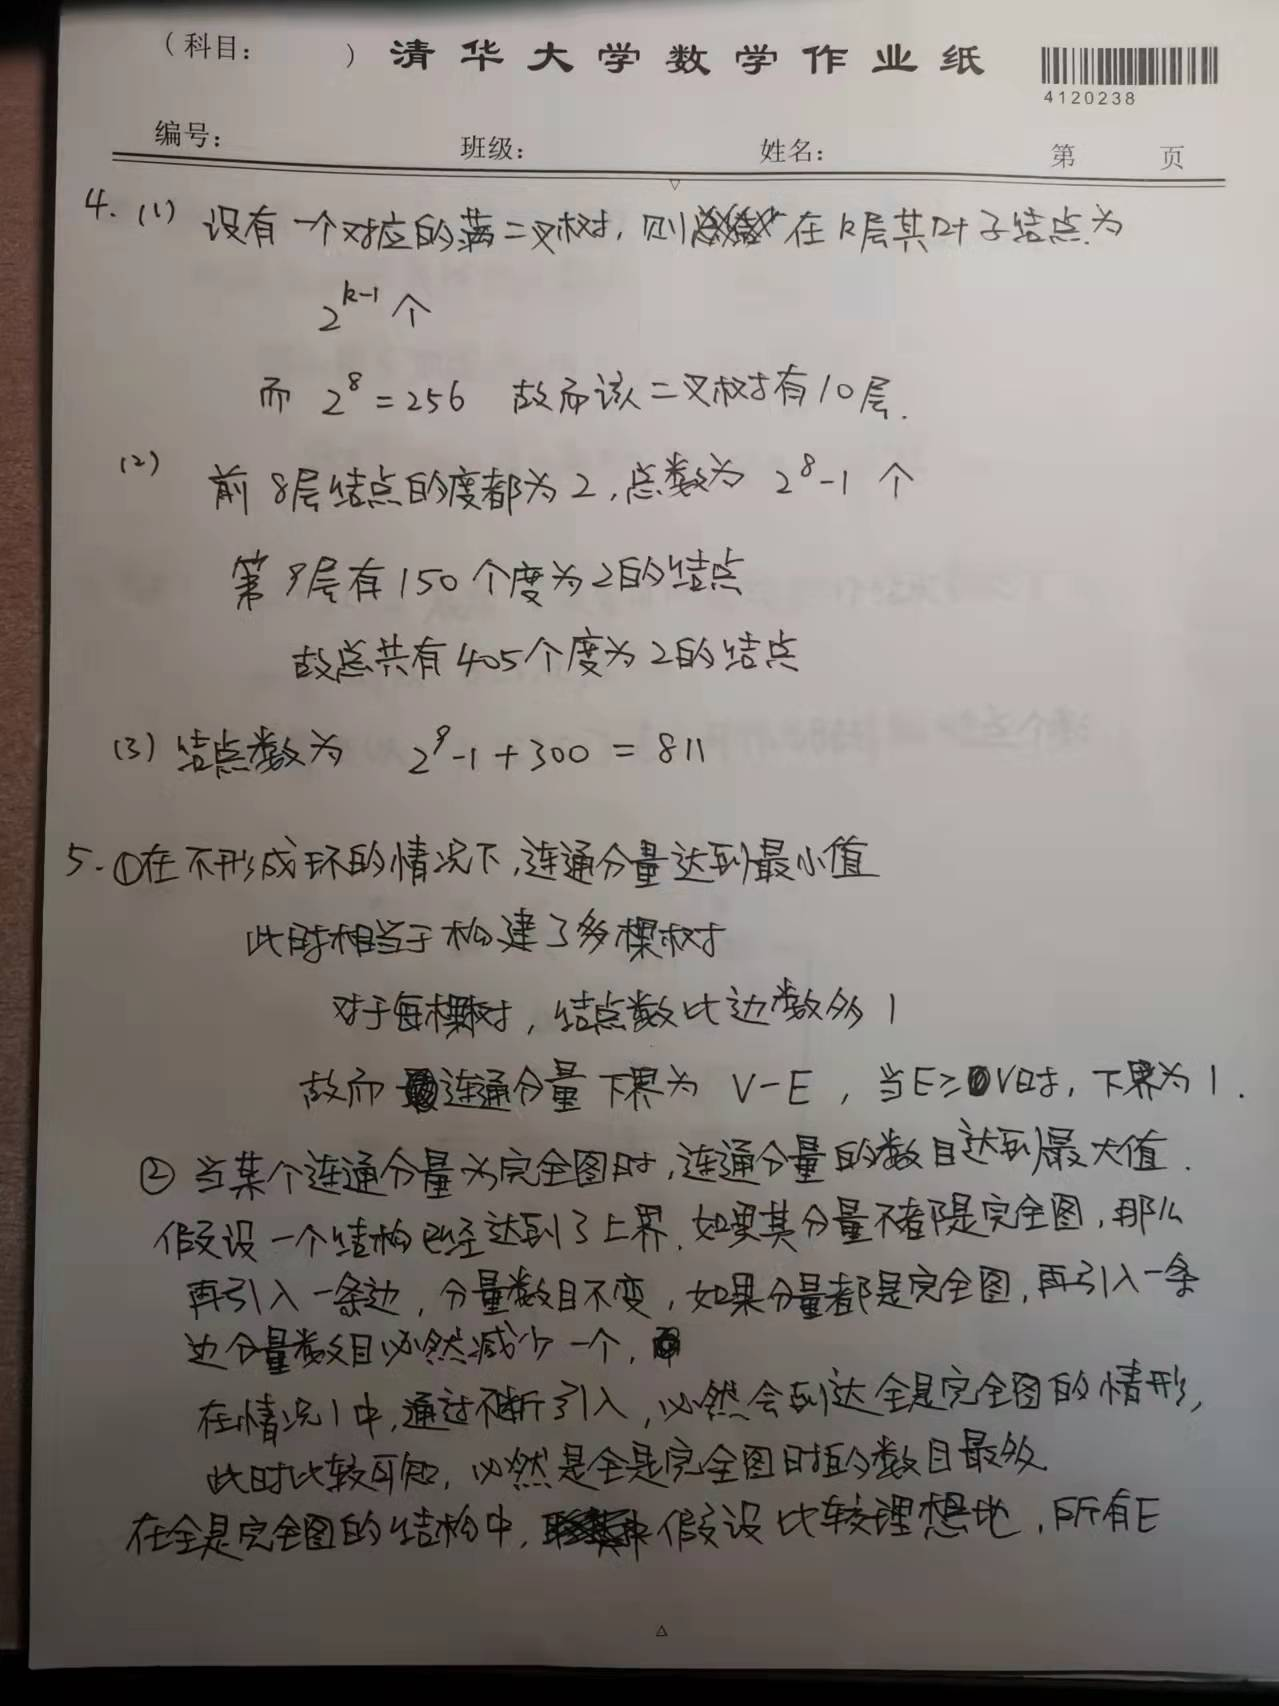 （科目：　　　）清华大学数学作业纸
4120238
编号：　　　班级：　　　姓名：　　　第　　页
4. (1) 设有一个对应的满二叉树，则在k层其叶子结点为
2^{k-1} 个
而 2^8 = 256 故而该二叉树有10层.
(2) 前8层结点的度都为2，总数为 2^8-1 个
第9层有150个度为2的结点
故总共有405个度为2的结点
(3) 结点数为 2^9-1+300 = 811
5. ①在不形成环的情况下，连通分量达到最小值
此时相当于构建了多棵树
对于每棵树，结点数比边数多1
故而连通分量下界为 V-E ，当E≥V时，下界为1.
② 当某个连通分量为完全图时，连通分量的数目达到最大值.
假设一个结构已经达到了上界. 如果其分量不都是完全图，那么
再引入一条边，分量数目不变，如果分量都是完全图，再引入一条
边分量数目必然减少一个，
在情况1中，通过不断引入，必然会到达全是完全图的情形，
此时比较可知，必然是全是完全图时的数目最多.
在全是完全图的结构中，假设比较理想地，所有E